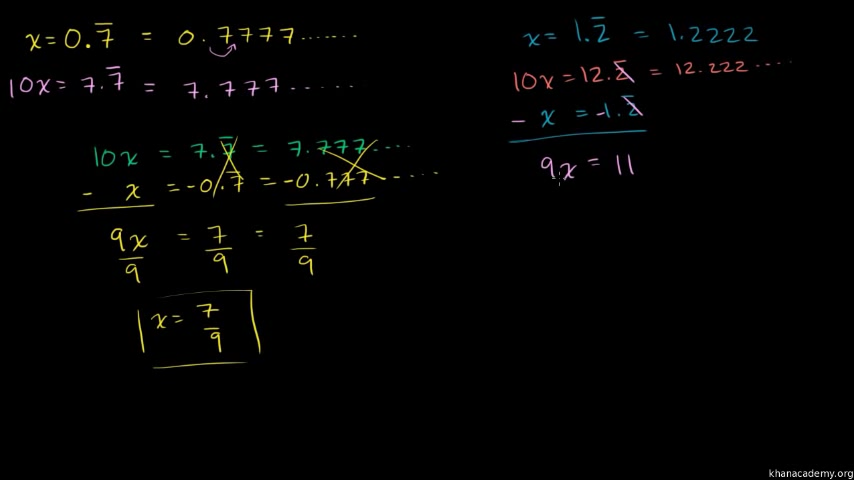 x = 0.7̅ = 0.7777.......
10x = 7.7̅ = 7.777......
10x = 7.7̅ = 7.777....
- x = -0.7̅ = -0.777.....
9x/9 = 7/9 = 7/9
x = 7/9
x = 1.2̅ = 1.2222
10x = 12.2̅ = 12.222....
- x = -1.2̅
9x = 11
khanacademy.org